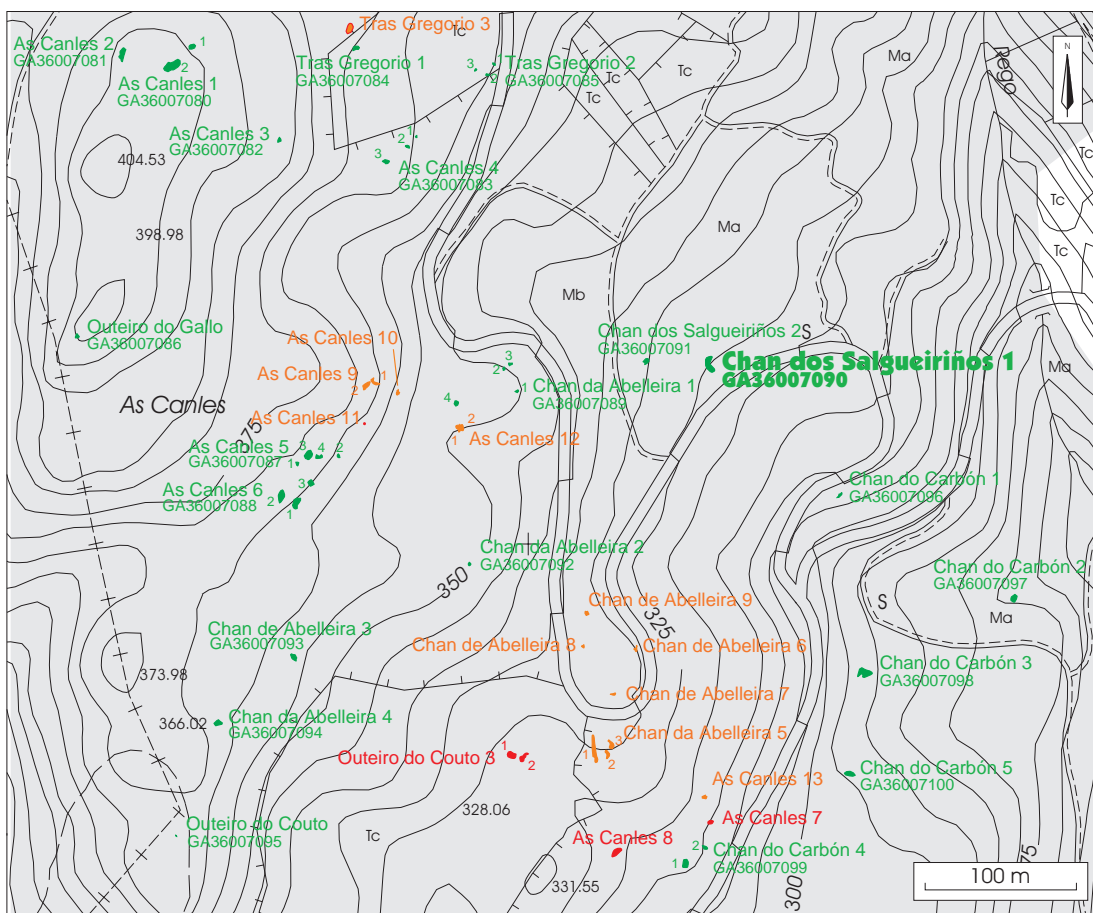 Tras Gregorio 3
Tc
As Canles 2
GA36007081
1
2
As Canles 1
GA36007080
Tras Gregorio 1
GA36007084
3
1
2
Tras Gregorio 2
GA36007085
Tc
Tc
Tc
Ma
rego
N
As Canles 3
GA36007082
1
2
3
As Canles 4
GA36007083
404.53
Tc
Tc
Tc
398.98
Ma
Mb
Outeiro do Gallo
GA36007086
As Canles 10
Chan dos Salgueiriños 2
GA36007091
S
Chan dos Salgueiriños 1
GA36007090
Ma
As Canles 9
1
2
3
2
1
Chan da Abelleira 1
GA36007089
4
As Canles
As Canles 11
2
1
As Canles 12
375
As Canles 5
GA36007087
3
4
2
1
As Canles 6
GA36007088
3
2
1
Chan do Carbón 1
GA36007096
Chan da Abelleira 2
GA36007092
350
Chan do Carbón 2
GA36007097
S
Ma
Chan de Abelleira 9
325
Chan de Abelleira 3
GA36007093
Chan de Abelleira 8
Chan de Abelleira 6
Chan do Carbón 3
GA36007098
373.98
Chan de Abelleira 7
366.02
Chan da Abelleira 4
GA36007094
Chan da Abelleira 5
1
2
3
Outeiro do Couto 3
1
2
Chan do Carbón 5
GA36007100
As Canles 13
328.06
As Canles 7
Outeiro do Couto
GA36007095
Tc
As Canles 8
2
1
Chan do Carbón 4
GA36007099
331.55
300
75
100 m